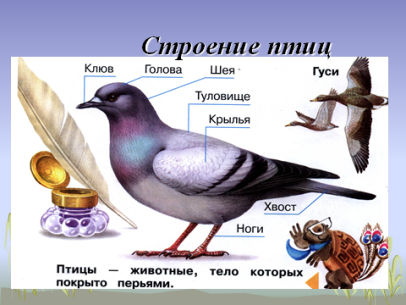 Строение птиц
Клюв
Голова
Шея
Гуси
Туловище
Крылья
Хвост
Ноги
Птицы — животные, тело которых
покрыто перьями.